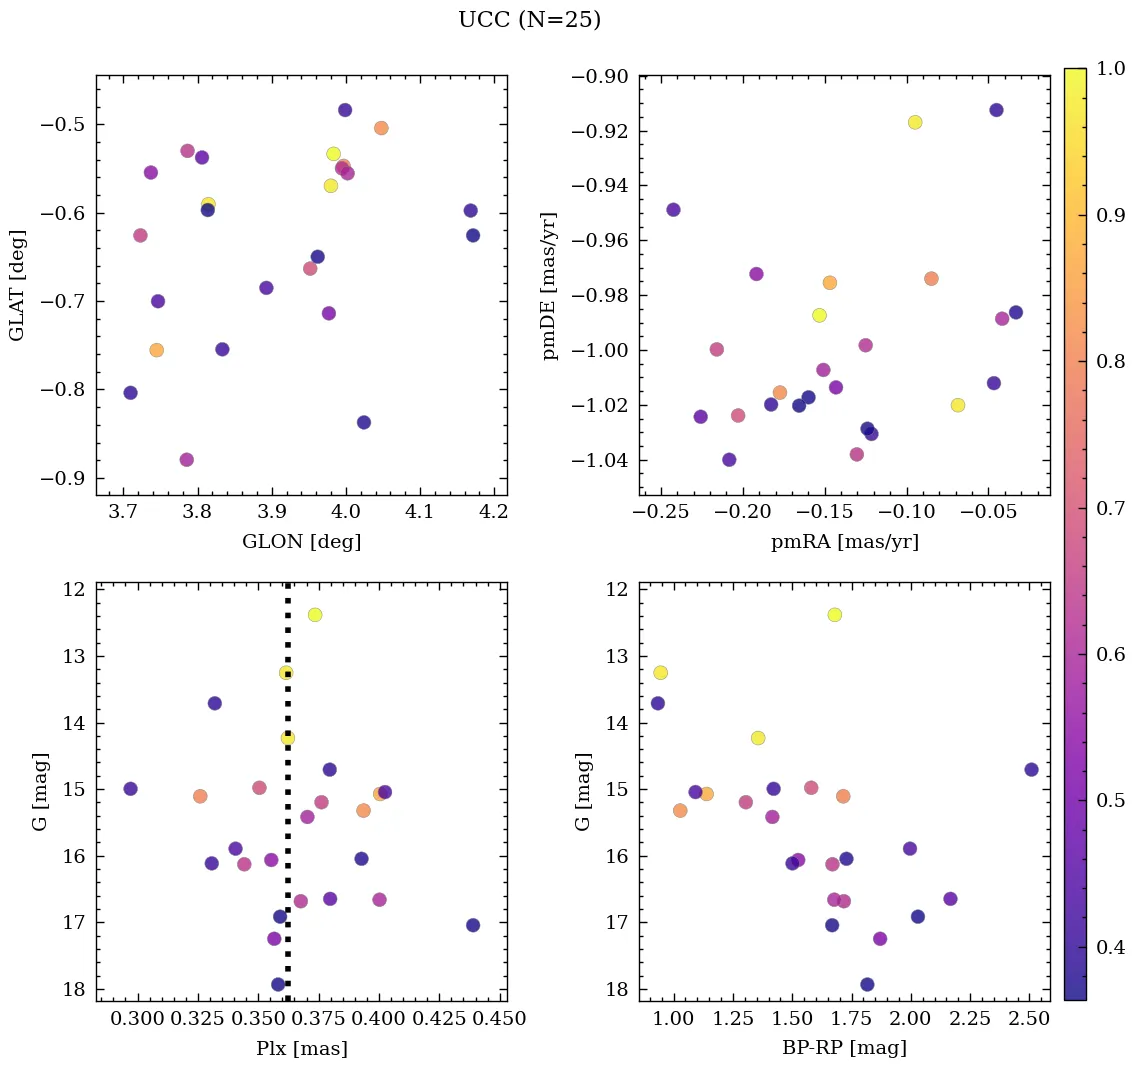 UCC (N=25)
−0.5
−0.6
−0.7
−0.8
−0.9
GLAT [deg]
3.7 3.8 3.9 4.0 4.1 4.2
GLON [deg]
−0.90
−0.92
−0.94
−0.96
−0.98
−1.00
−1.02
−1.04
pmDE [mas/yr]
−0.25 −0.20 −0.15 −0.10 −0.05
pmRA [mas/yr]
12
13
14
15
16
17
18
G [mag]
0.300 0.325 0.350 0.375 0.400 0.425 0.450
Plx [mas]
12
13
14
15
16
17
18
G [mag]
1.00 1.25 1.50 1.75 2.00 2.25 2.50
BP-RP [mag]
1.0
0.9
0.8
0.7
0.6
0.5
0.4